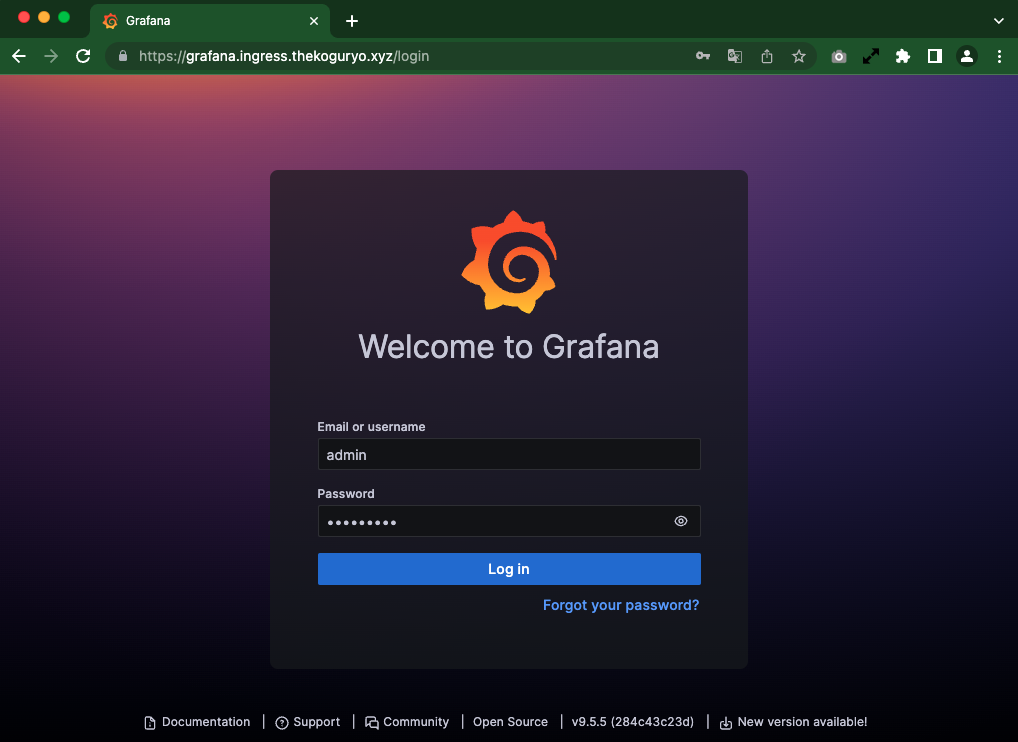 Grafana
https://grafana.ingress.thekoguryo.xyz/login
Welcome to Grafana
Email or username
admin
Password
•••••••••
Log in
Forgot your password?
Documentation | Support | Community | Open Source | v9.5.5 (284c43c23d) | New version available!